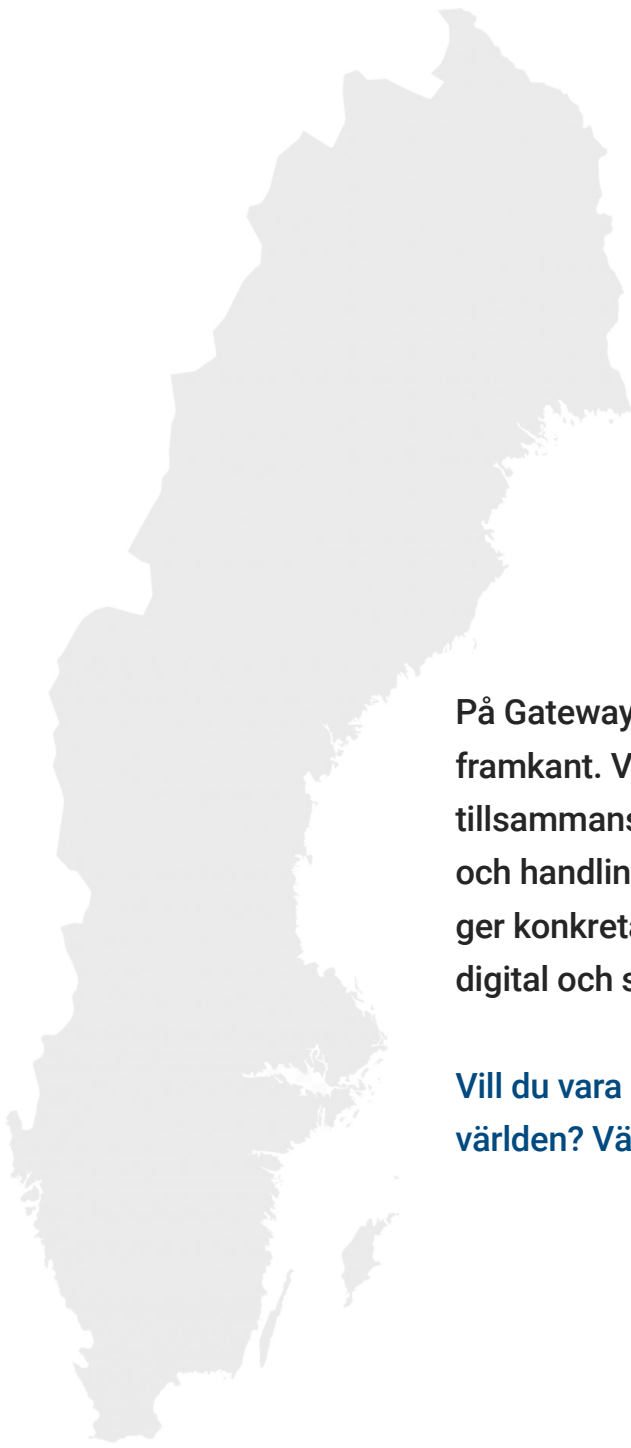 På Gateway
framkant. V
tillsammans
och handlin
ger konkreta
digital och s
Vill du vara
världen? Vä